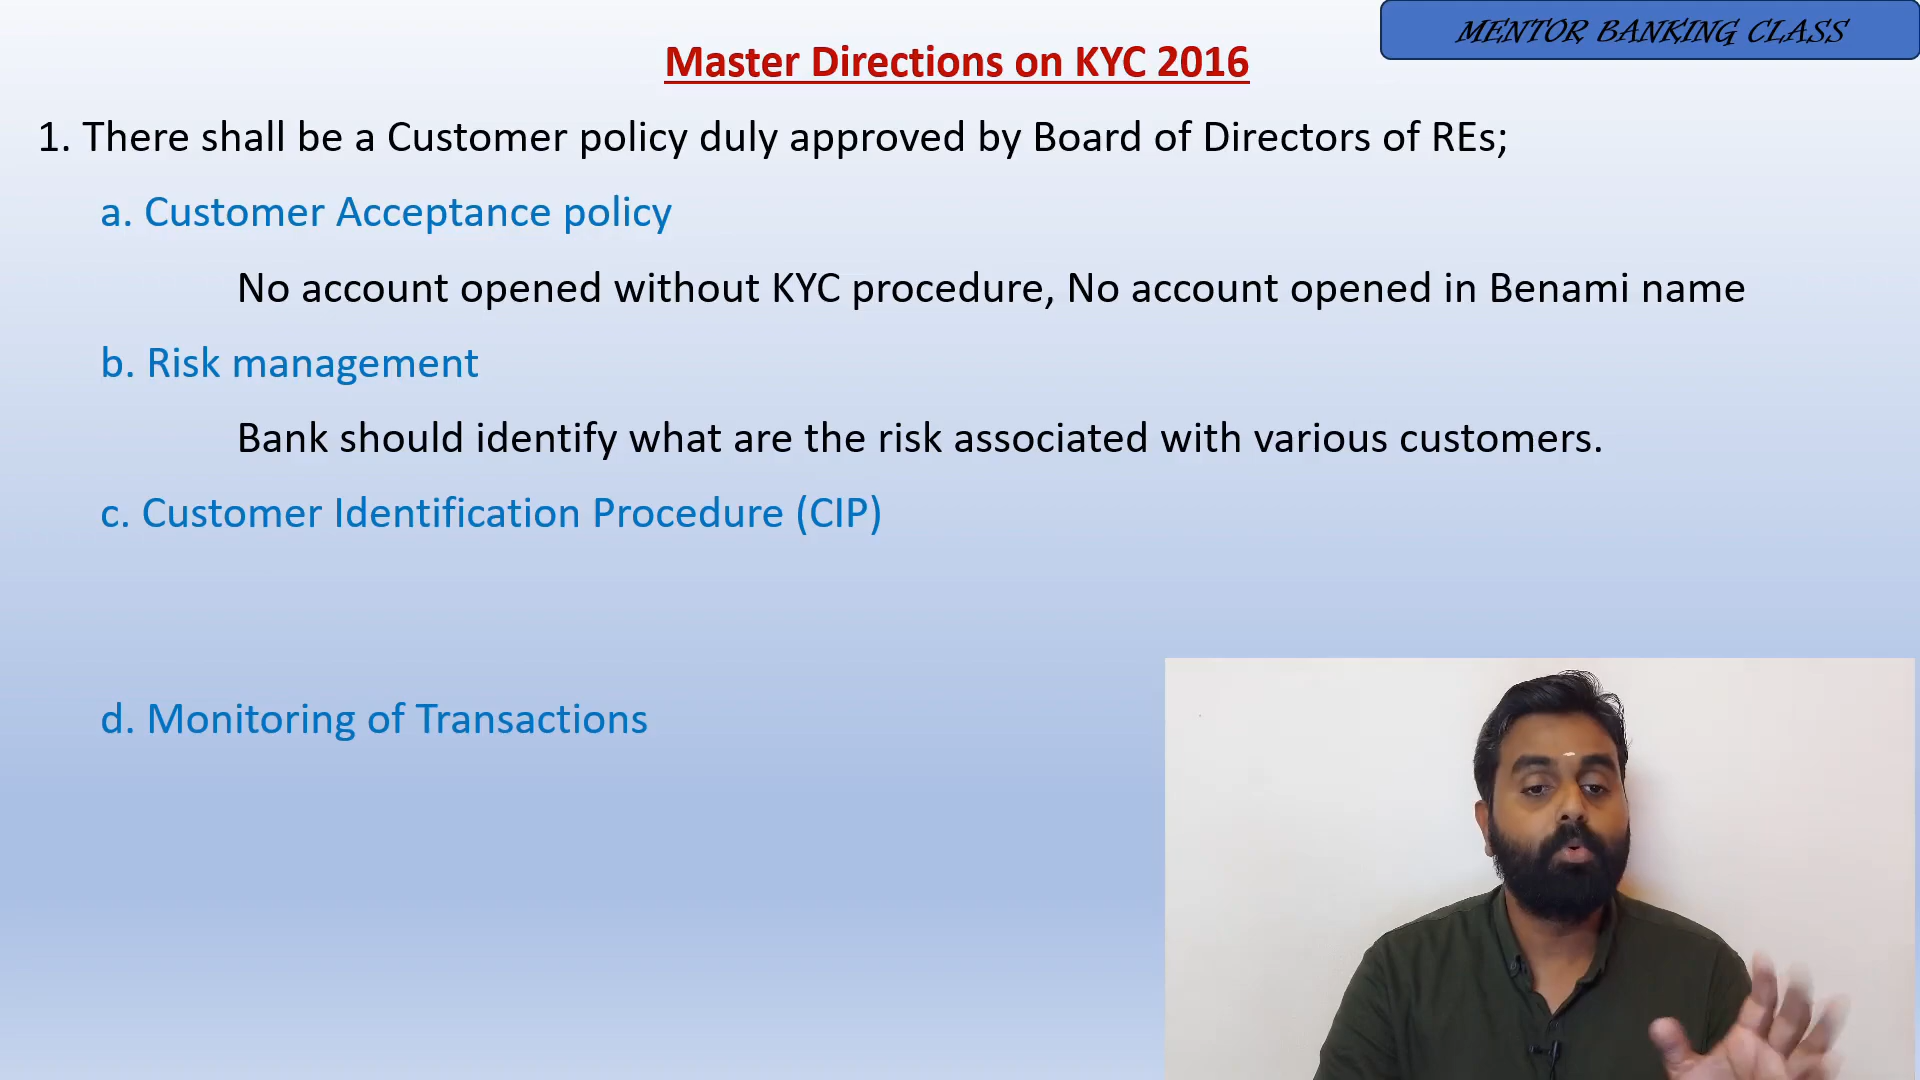 MENTOR BANKING CLASS
Master Directions on KYC 2016
1. There shall be a Customer policy duly approved by Board of Directors of REs;
a. Customer Acceptance policy
No account opened without KYC procedure, No account opened in Benami name
b. Risk management
Bank should identify what are the risk associated with various customers.
c. Customer Identification Procedure (CIP)
d. Monitoring of Transactions